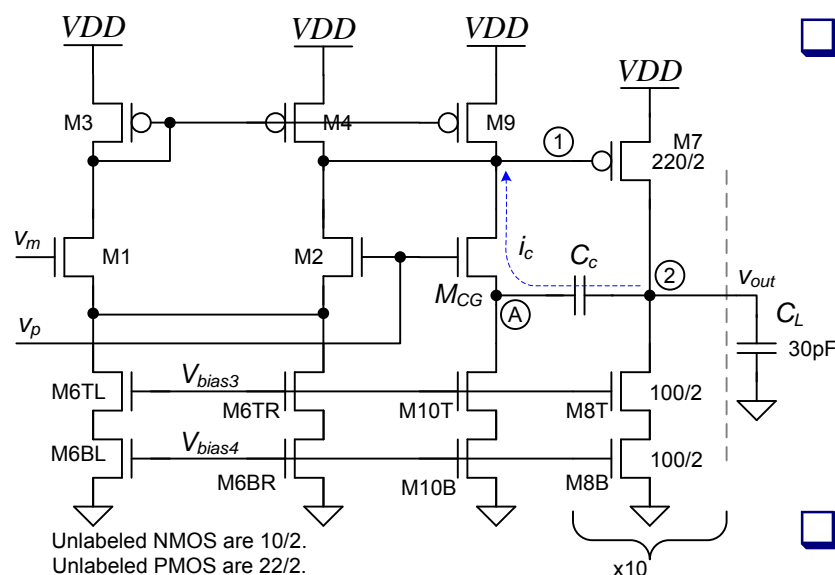 VDD VDD VDD
VDD
M3 M4 M9
1 M7
220/2
v_m M1 M2 i_c C_c 2 v_out
M_CG A C_L
v_p 30pF
V_bias3
M6TL M6TR M10T M8T 100/2
V_bias4
M6BL M6BR M10B M8B 100/2
Unlabeled NMOS are 10/2.
Unlabeled PMOS are 22/2.
x10